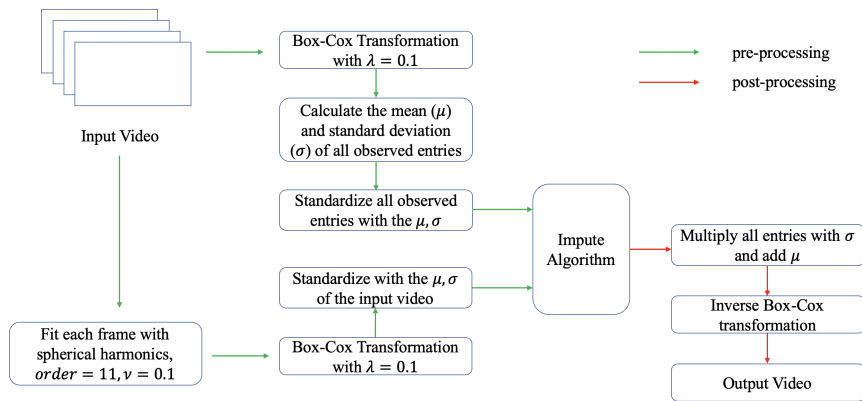 Input Video
Box-Cox Transformation
with λ = 0.1
Calculate the mean (μ)
and standard deviation
(σ) of all observed entries
Standardize all observed
entries with the μ, σ
Standardize with the μ, σ
of the input video
Fit each frame with
spherical harmonics,
order = 11, ν = 0.1
Box-Cox Transformation
with λ = 0.1
Impute
Algorithm
Multiply all entries with σ
and add μ
Inverse Box-Cox
transformation
Output Video
pre-processing
post-processing